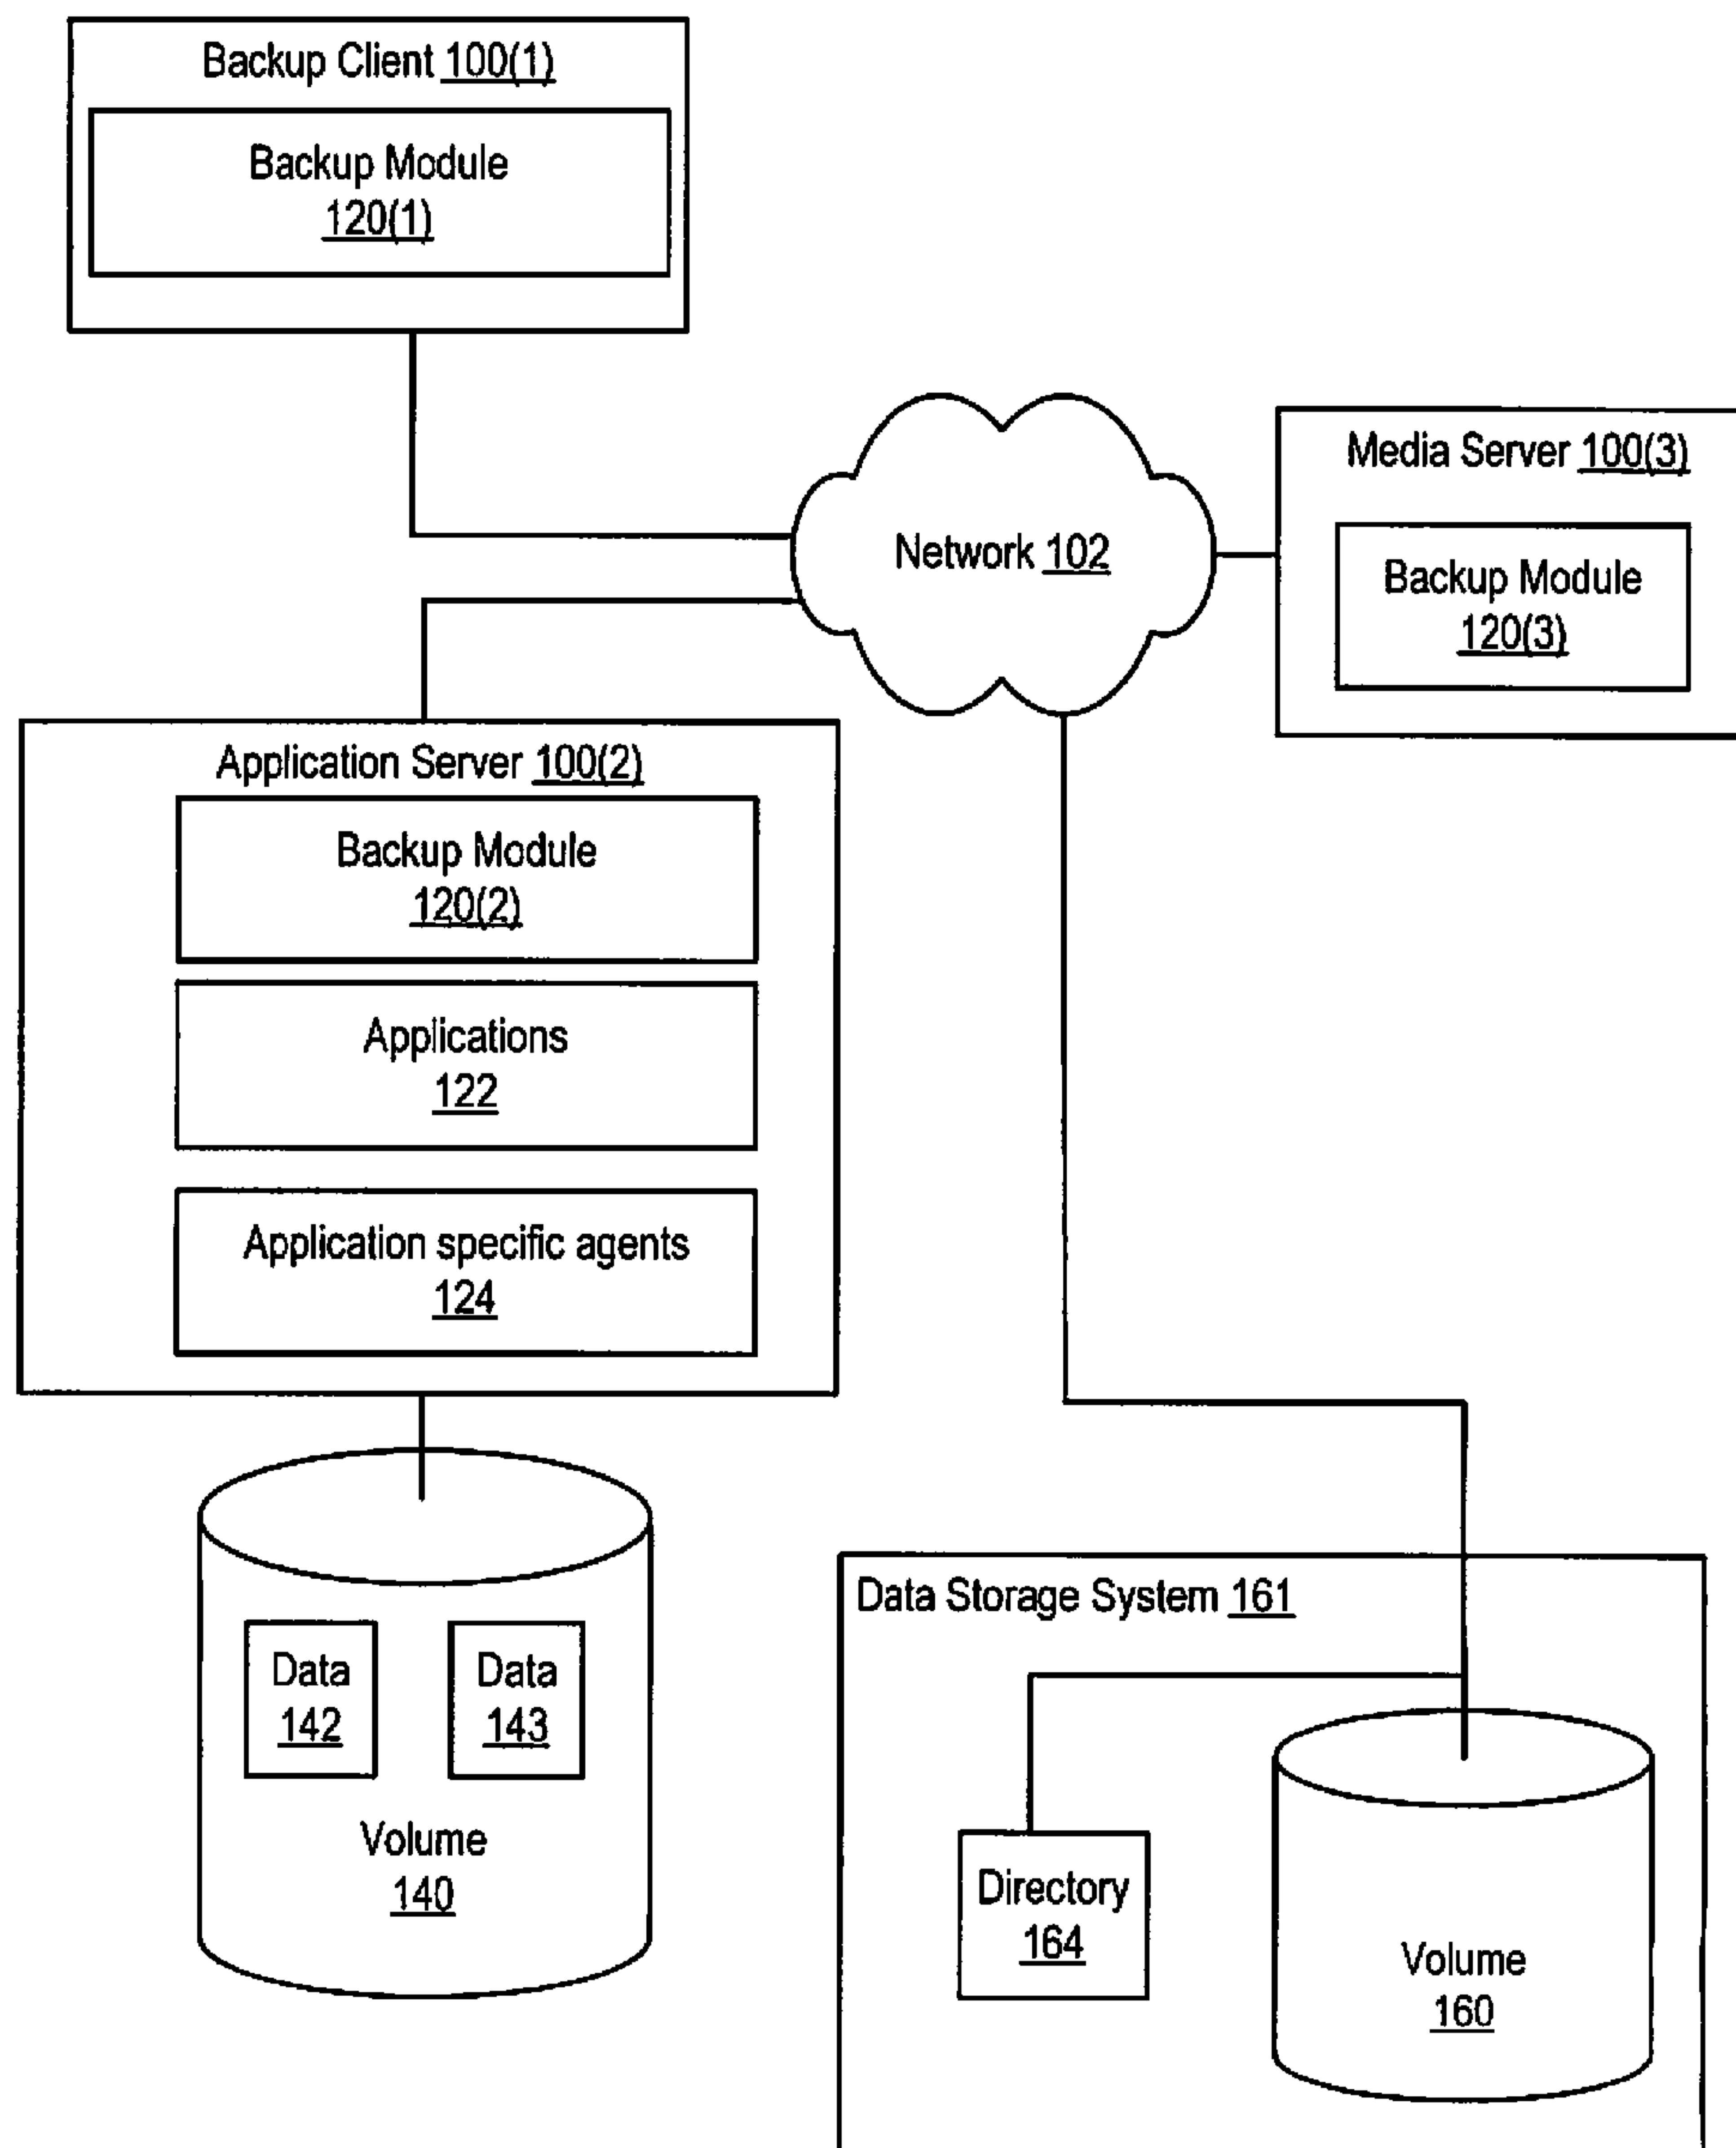 Backup Client 100(1)
Backup Module
120(1)
Network 102
Media Server 100(3)
Backup Module
120(3)
Application Server 100(2)
Backup Module
120(2)
Applications
122
Application specific agents
124
Data
142
Data
143
Volume
140
Data Storage System 161
Directory
164
Volume
160